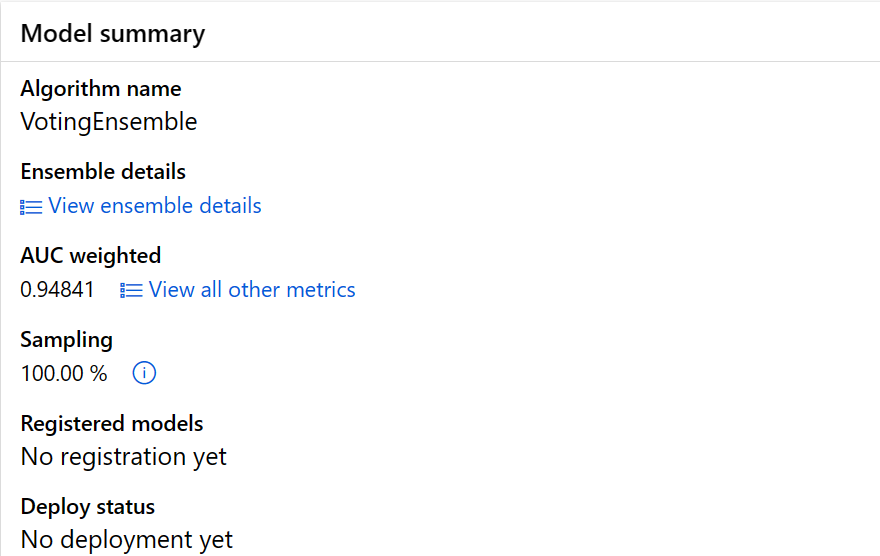 Model summary
Algorithm name
VotingEnsemble
Ensemble details
View ensemble details
AUC weighted
0.94841 View all other metrics
Sampling
100.00 %
Registered models
No registration yet
Deploy status
No deployment yet